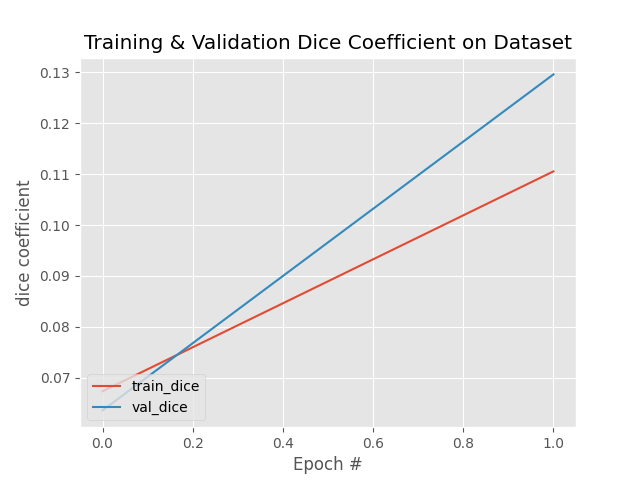 Training & Validation Dice Coefficient on Dataset
0.13
0.12
0.11
0.10
0.09
0.08
0.07
dice coefficient
train_dice
val_dice
0.0 0.2 0.4 0.6 0.8 1.0
Epoch #